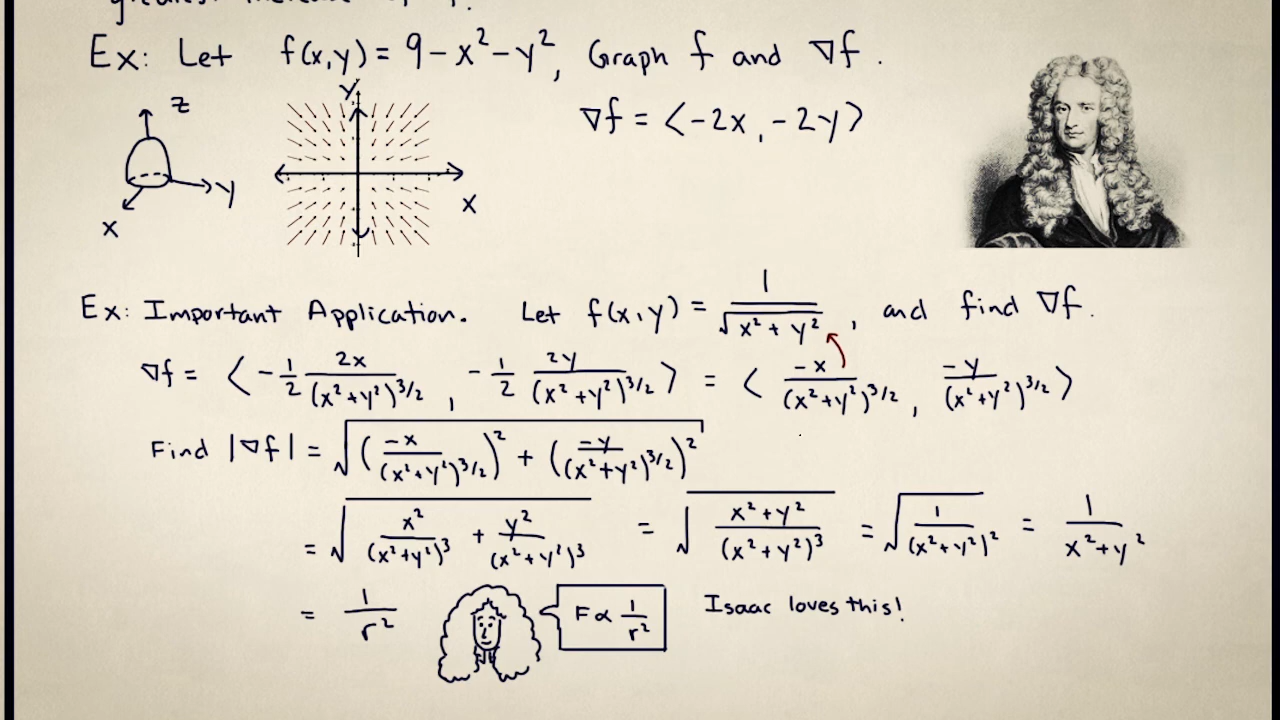 greatest increase of f.
Ex: Let f(x,y) = 9 - x² - y², Graph f and ∇f.
∇f = ⟨-2x, -2y⟩
z
y
x
y
x
Ex: Important Application. Let f(x,y) = 1/√(x² + y²), and find ∇f.
∇f = ⟨-1/2 2x/(x²+y²)^(3/2), -1/2 2y/(x²+y²)^(3/2)⟩ = ⟨-x/(x²+y²)^(3/2), -y/(x²+y²)^(3/2)⟩
Find |∇f| = √((-x/(x²+y²)^(3/2))² + (-y/(x²+y²)^(3/2))²)
= √(x²/(x²+y²)³ + y²/(x²+y²)³) = √((x²+y²)/(x²+y²)³) = √(1/(x²+y²)²) = 1/(x²+y²)
= 1/r² F∝ 1/r² Isaac loves this!